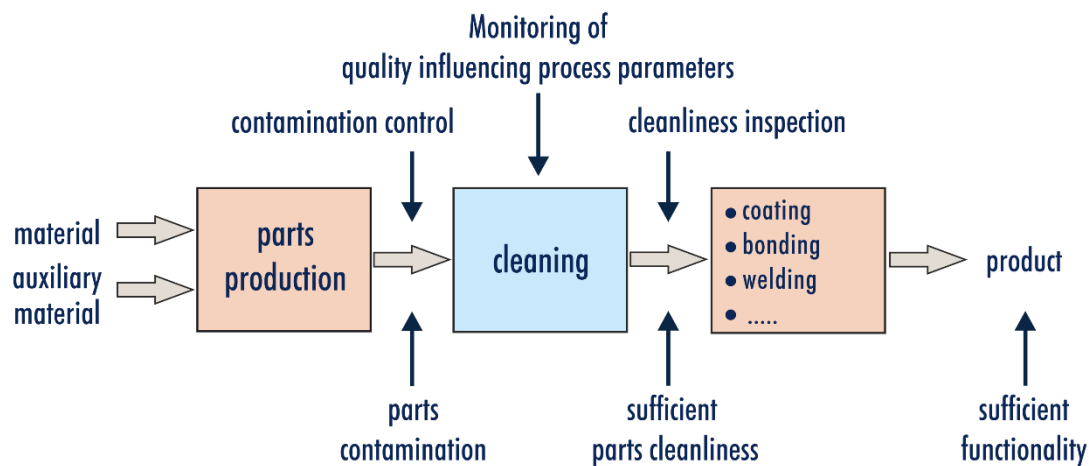 Monitoring of
quality influencing process parameters
contamination control
cleanliness inspection
material
auxiliary
material
parts
production
cleaning
• coating
• bonding
• welding
• .....
product
parts
contamination
sufficient
parts cleanliness
sufficient
functionality